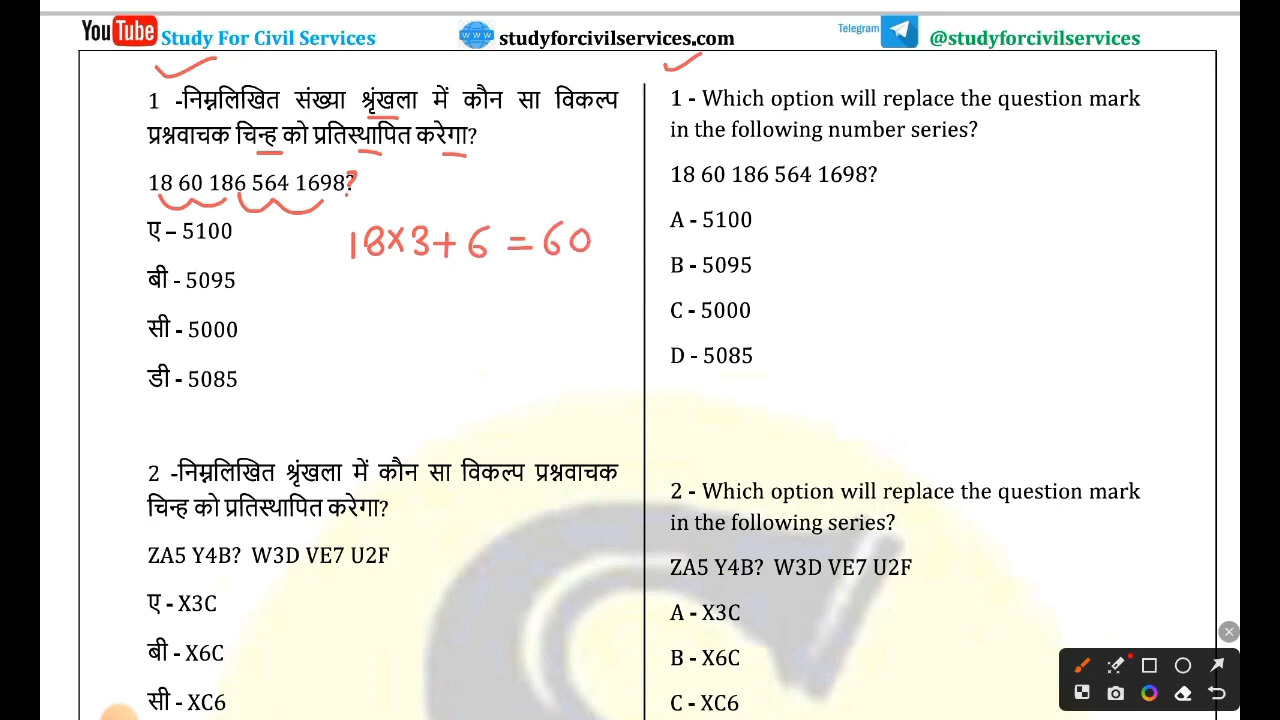 YouTube Study For Civil Services
www studyforcivilservices.com
Telegram @studyforcivilservices
1 -निम्नलिखित संख्या श्रृंखला में कौन सा विकल्प
प्रश्नवाचक चिन्ह को प्रतिस्थापित करेगा?
18 60 186 564 1698?
ए – 5100
18×3+6=60
बी - 5095
सी - 5000
डी - 5085
2 -निम्नलिखित श्रृंखला में कौन सा विकल्प प्रश्नवाचक
चिन्ह को प्रतिस्थापित करेगा?
ZA5 Y4B? W3D VE7 U2F
ए - X3C
बी - X6C
सी - XC6
1 - Which option will replace the question mark
in the following number series?
18 60 186 564 1698?
A - 5100
B - 5095
C - 5000
D - 5085
2 - Which option will replace the question mark
in the following series?
ZA5 Y4B? W3D VE7 U2F
A - X3C
B - X6C
C - XC6